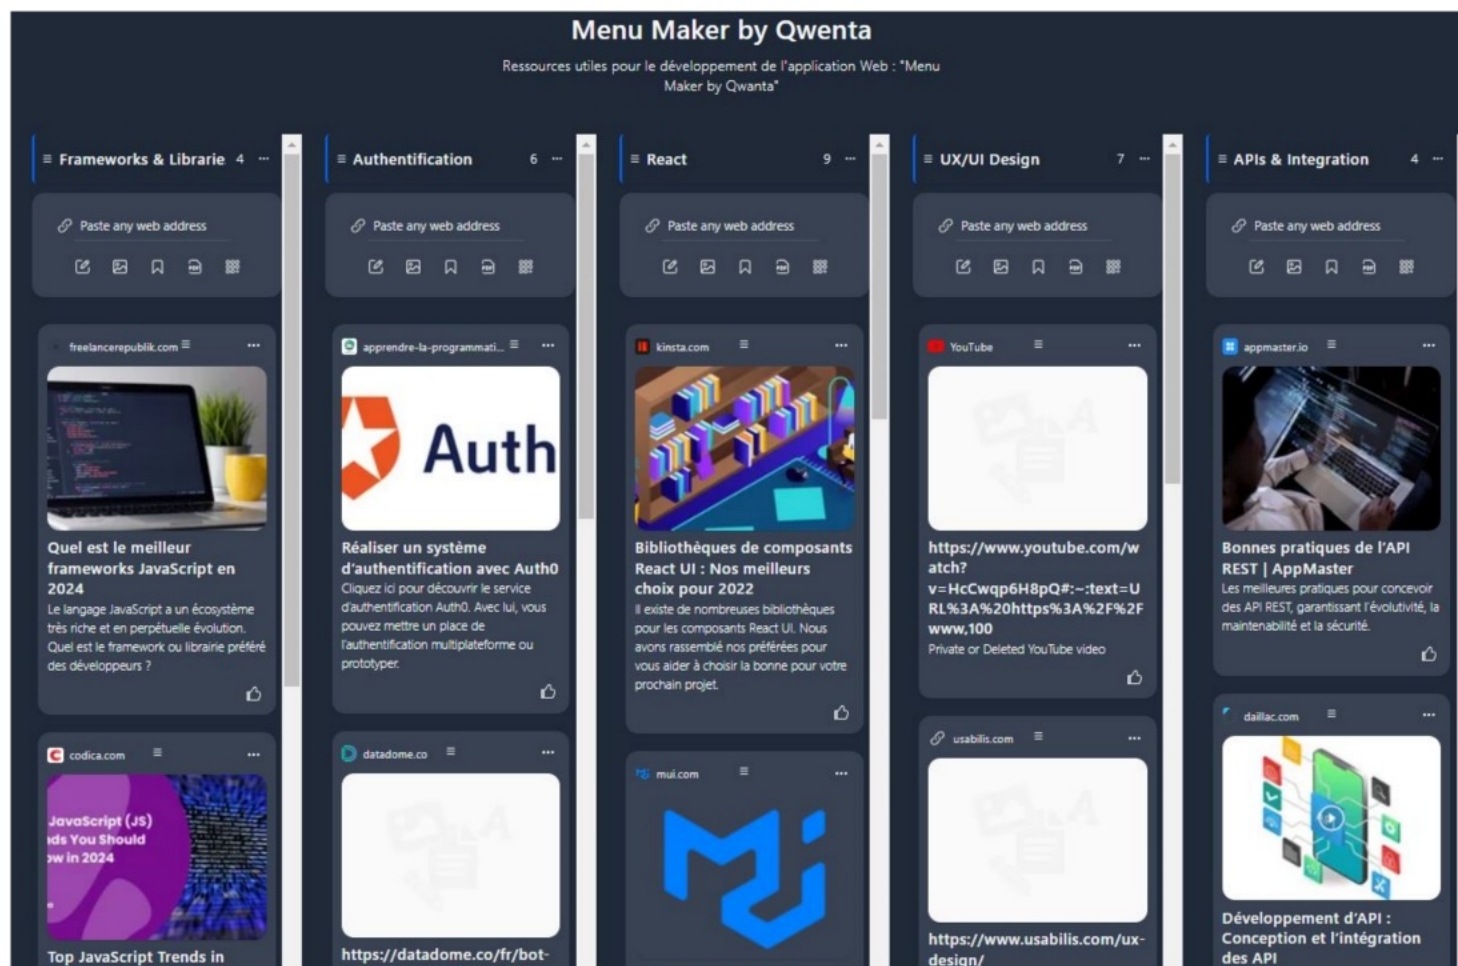 Menu Maker by Qwenta
Ressources utiles pour le développement de l'application Web : "Menu
Maker by Qwanta"
Frameworks & Librarie 4
Paste any web address
freelancerepublik.com
Quel est le meilleur
frameworks JavaScript en
2024
Le langage JavaScript a un écosystème
très riche et en perpétuelle évolution.
Quel est le framework ou librairie préféré
des développeurs ?
codica.com
JavaScript (JS)
nds You Should
ow in 2024
Top JavaScript Trends in
Authentification 6
Paste any web address
PDF
apprendre-la-programmati...
Auth
Réaliser un système
d'authentification avec Auth0
Cliquez ici pour découvrir le service
d'authentification Auth0. Avec lui, vous
pouvez mettre un place de
l'authentification multiplateforme ou
prototyper.
datadome.co
https://datadome.co/fr/bot-
React 9
Paste any web address
PDF
kinsta.com
Bibliothèques de composants
React UI : Nos meilleurs
choix pour 2022
Il existe de nombreuses bibliothèques
pour les composants React UI. Nous
avons rassemblé nos préférées pour
vous aider à choisir la bonne pour votre
prochain projet.
mui.com
UX/UI Design 7
Paste any web address
PDF
YouTube
https://www.youtube.com/w
atch?
v=HcCwqp6H8pQ#:~:text=U
RL%3A%20https%3A%2F%2F
www,100
Private or Deleted YouTube video
usabilis.com
https://www.usabilis.com/ux-
design/
APIs & Integration 4
Paste any web address
PDF
appmaster.io
Bonnes pratiques de l'API
REST | AppMaster
Les meilleures pratiques pour concevoir
des API REST, garantissant l'évolutivité, la
maintenabilité et la sécurité.
daillac.com
Développement d'API :
Conception et l'intégration
des API